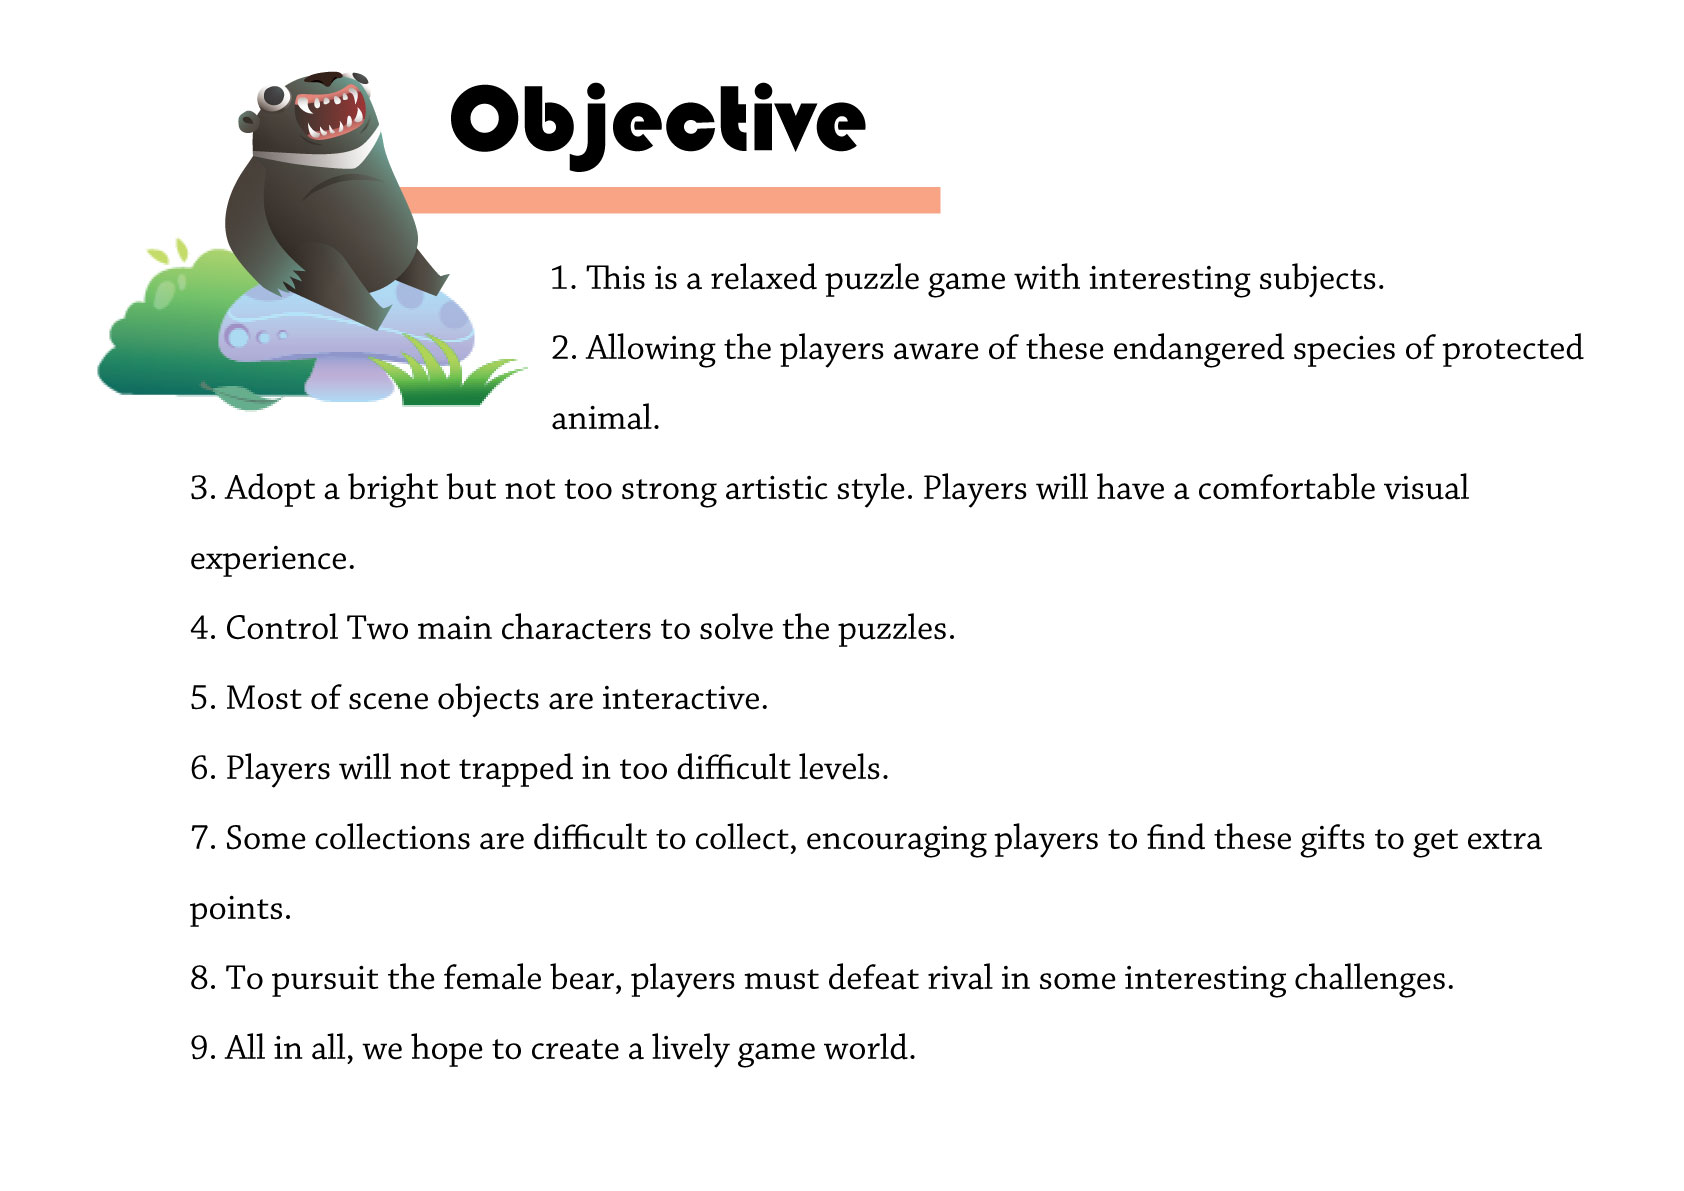 Objective
1. This is a relaxed puzzle game with interesting subjects.
2. Allowing the players aware of these endangered species of protected
animal.
3. Adopt a bright but not too strong artistic style. Players will have a comfortable visual
experience.
4. Control Two main characters to solve the puzzles.
5. Most of scene objects are interactive.
6. Players will not trapped in too difficult levels.
7. Some collections are difficult to collect, encouraging players to find these gifts to get extra
points.
8. To pursuit the female bear, players must defeat rival in some interesting challenges.
9. All in all, we hope to create a lively game world.